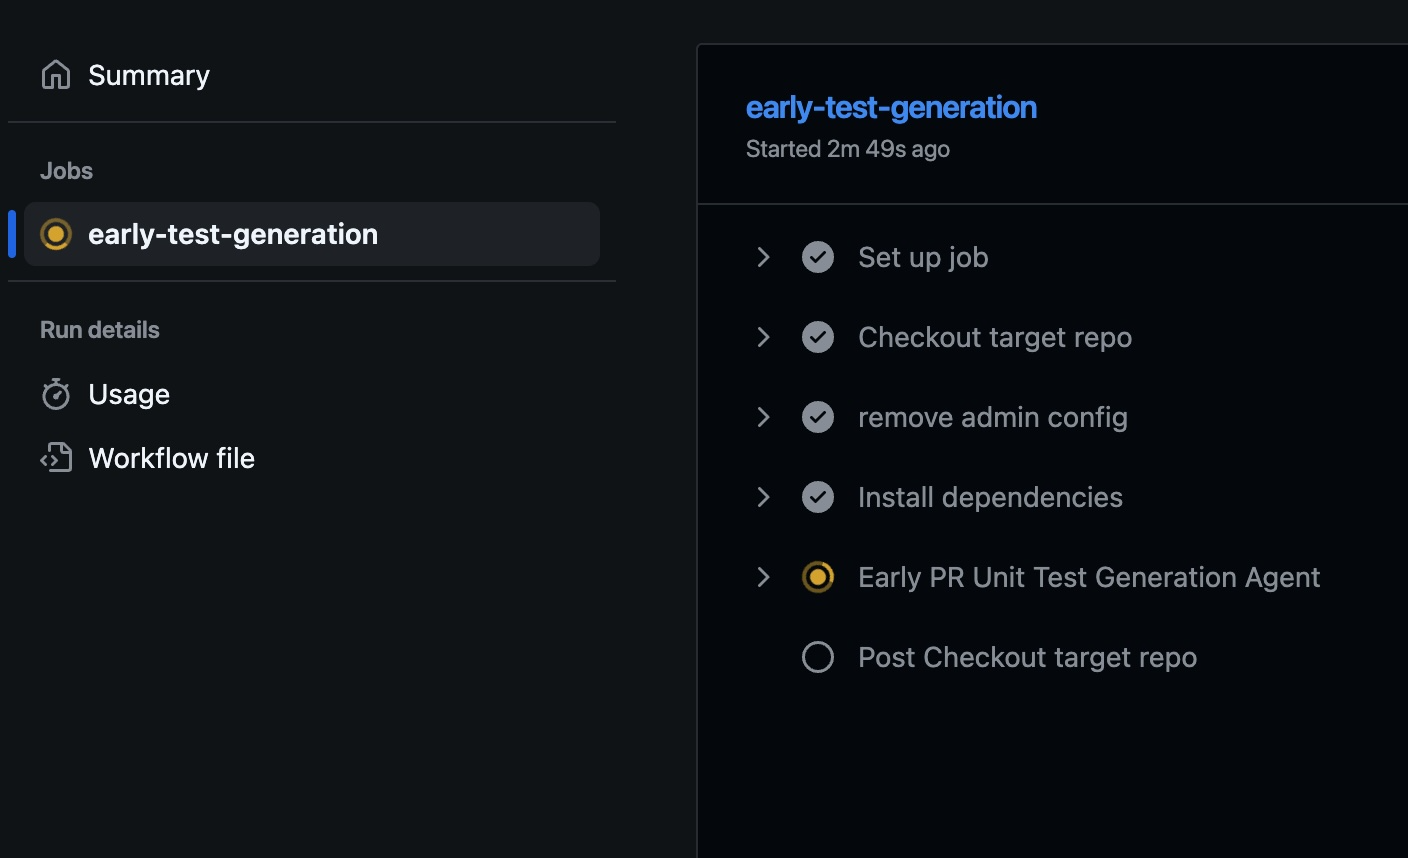 Summary
Jobs
early-test-generation
Run details
Usage
Workflow file
early-test-generation
Started 2m 49s ago
Set up job
Checkout target repo
remove admin config
Install dependencies
Early PR Unit Test Generation Agent
Post Checkout target repo